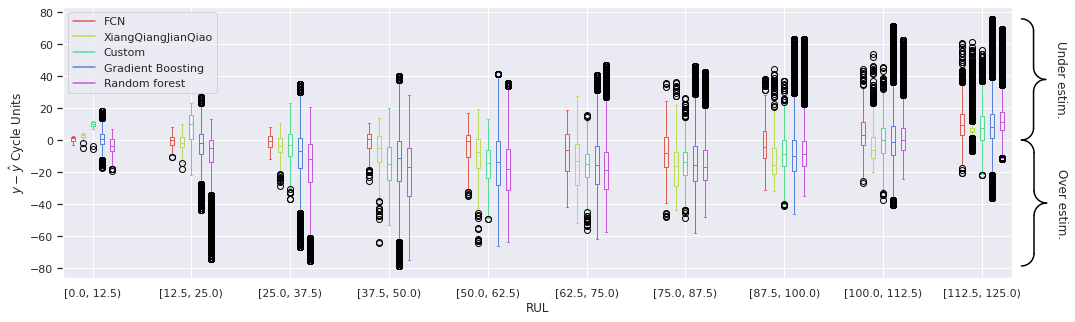 80
60
40
20
0
−20
−40
−60
−80
y − ŷ Cycle Units
FCN
XiangQiangJianQiao
Custom
Gradient Boosting
Random forest
[0.0, 12.5)
[12.5, 25.0)
[25.0, 37.5)
[37.5, 50.0)
[50.0, 62.5)
[62.5, 75.0)
[75.0, 87.5)
[87.5, 100.0)
[100.0, 112.5)
[112.5, 125.0)
RUL
Under estim.
Over estim.